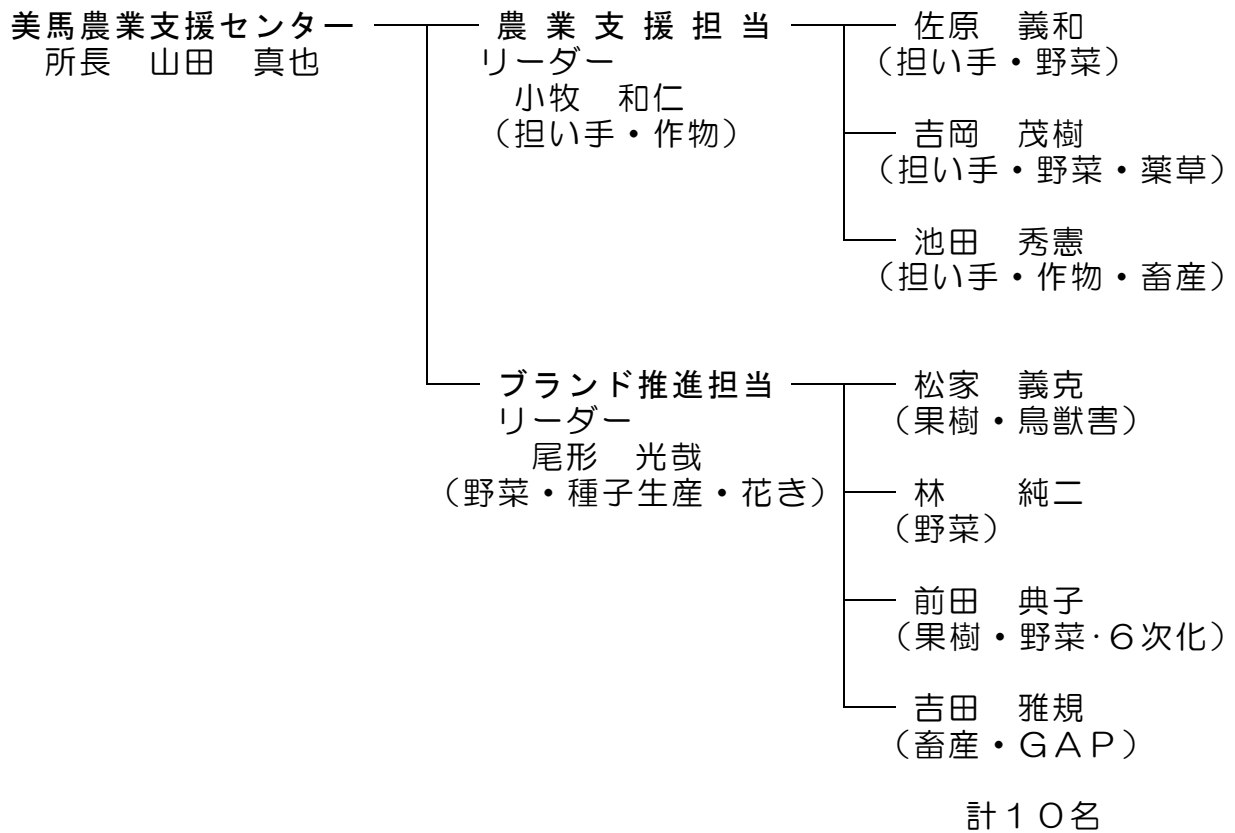 美馬農業支援センター
所長　山田　真也
農業支援担当
リーダー
小牧　和仁
（担い手・作物）
佐原　義和
（担い手・野菜）
吉岡　茂樹
（担い手・野菜・薬草）
池田　秀憲
（担い手・作物・畜産）
ブランド推進担当
リーダー
尾形　光哉
（野菜・種子生産・花き）
松家　義克
（果樹・鳥獣害）
林　　純二
（野菜）
前田　典子
（果樹・野菜･６次化）
吉田　雅規
（畜産・ＧＡＰ）
計１０名